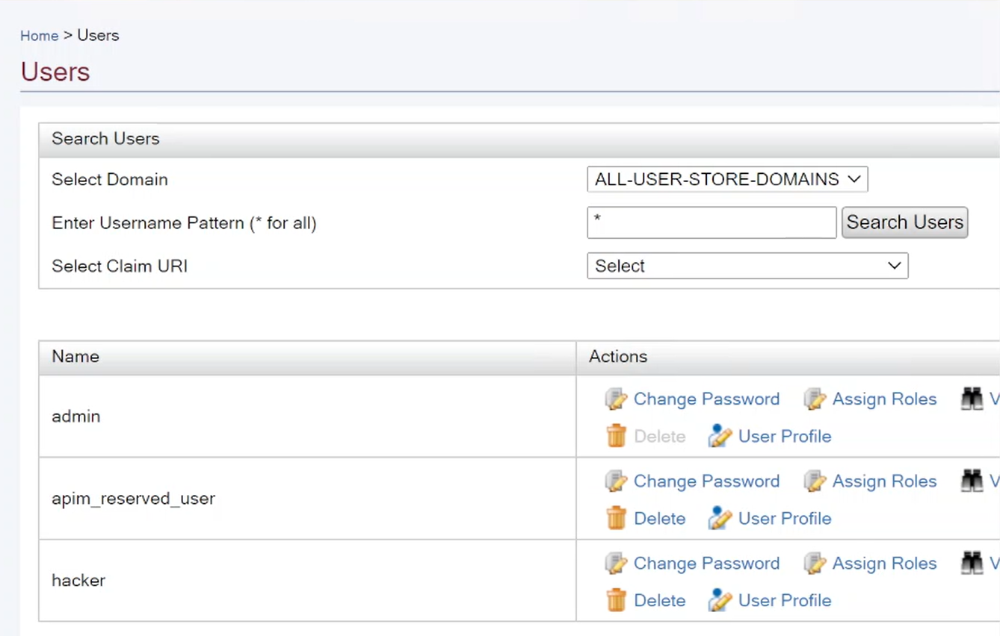 Home > Users
Users
Search Users
Select Domain ALL-USER-STORE-DOMAINS
Enter Username Pattern (* for all) * Search Users
Select Claim URI Select
Name Actions
Change Password Assign Roles V
admin
Delete User Profile
Change Password Assign Roles V
apim_reserved_user
Delete User Profile
Change Password Assign Roles V
hacker
Delete User Profile